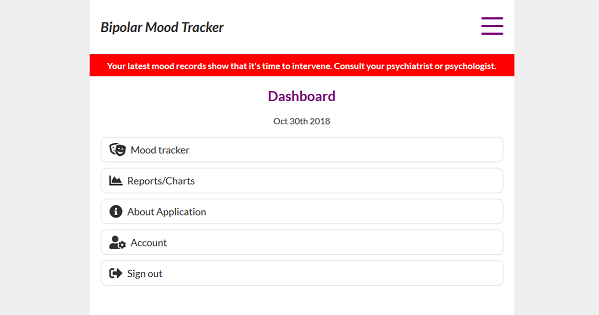 Bipolar Mood Tracker
Your latest mood records show that it's time to intervene. Consult your psychiatrist or psychologist.
Dashboard
Oct 30th 2018
Mood tracker
Reports/Charts
About Application
Account
Sign out